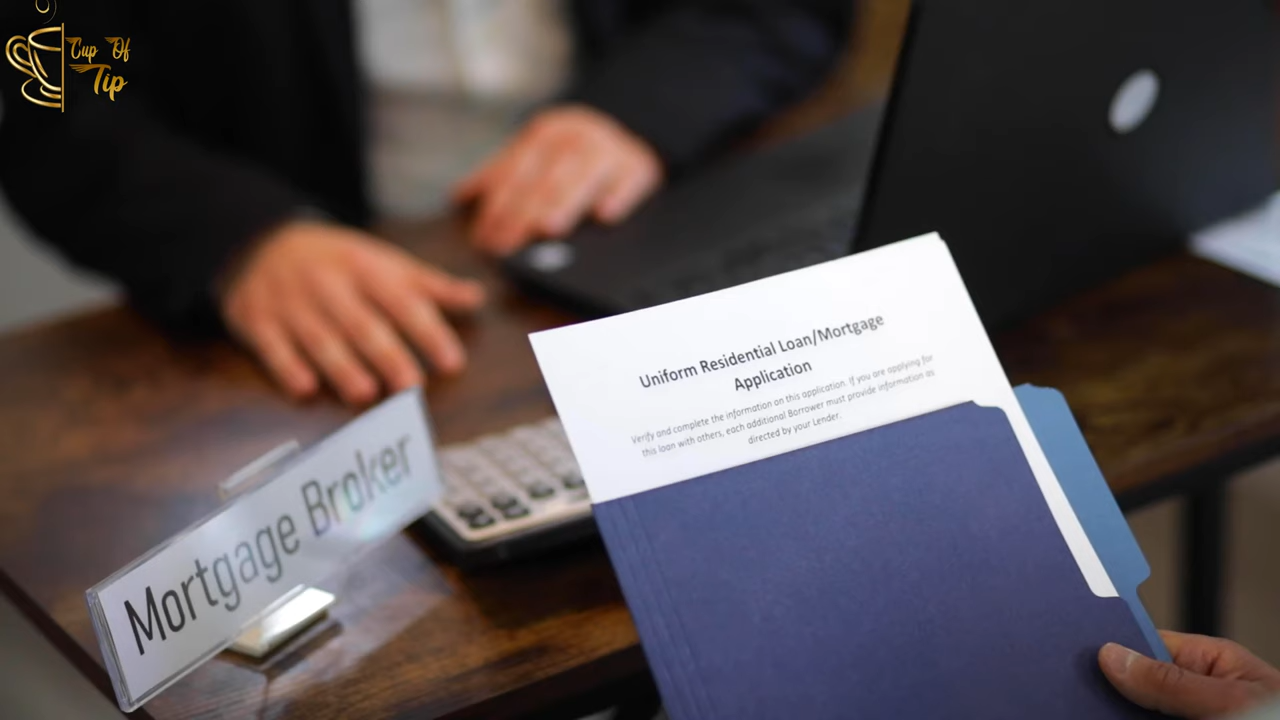 Cup Of
Tip
Uniform Residential Loan/Mortgage
Application
Verify and complete the information on this application. If you are applying for
this loan with others, each additional Borrower must provide information as
directed by your Lender.
Mortgage Broker